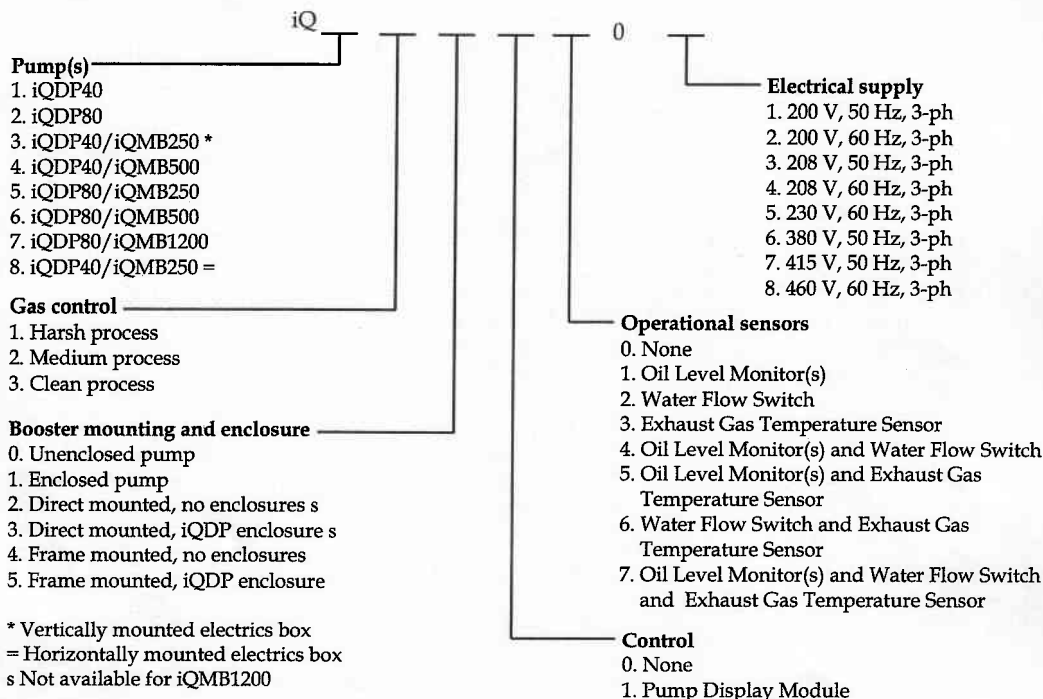 iQ 0
Pump(s)
1. iQDP40
2. iQDP80
3. iQDP40/iQMB250 *
4. iQDP40/iQMB500
5. iQDP80/iQMB250
6. iQDP80/iQMB500
7. iQDP80/iQMB1200
8. iQDP40/iQMB250 =
Gas control
1. Harsh process
2. Medium process
3. Clean process
Booster mounting and enclosure
0. Unenclosed pump
1. Enclosed pump
2. Direct mounted, no enclosures s
3. Direct mounted, iQDP enclosure s
4. Frame mounted, no enclosures
5. Frame mounted, iQDP enclosure
* Vertically mounted electrics box
= Horizontally mounted electrics box
s Not available for iQMB1200
Electrical supply
1. 200 V, 50 Hz, 3-ph
2. 200 V, 60 Hz, 3-ph
3. 208 V, 50 Hz, 3-ph
4. 208 V, 60 Hz, 3-ph
5. 230 V, 60 Hz, 3-ph
6. 380 V, 50 Hz, 3-ph
7. 415 V, 50 Hz, 3-ph
8. 460 V, 60 Hz, 3-ph
Operational sensors
0. None
1. Oil Level Monitor(s)
2. Water Flow Switch
3. Exhaust Gas Temperature Sensor
4. Oil Level Monitor(s) and Water Flow Switch
5. Oil Level Monitor(s) and Exhaust Gas
Temperature Sensor
6. Water Flow Switch and Exhaust Gas
Temperature Sensor
7. Oil Level Monitor(s) and Water Flow Switch
and Exhaust Gas Temperature Sensor
Control
0. None
1. Pump Display Module